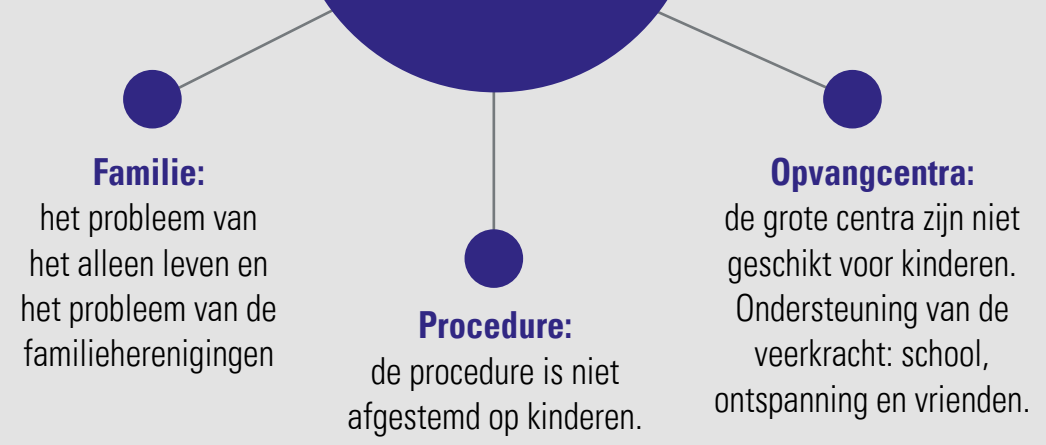 Familie:
het probleem van
het alleen leven en
het probleem van de
familieherenigingen
Procedure:
de procedure is niet
afgestemd op kinderen.
Opvangcentra:
de grote centra zijn niet
geschikt voor kinderen.
Ondersteuning van de
veerkracht: school,
ontspanning en vrienden.